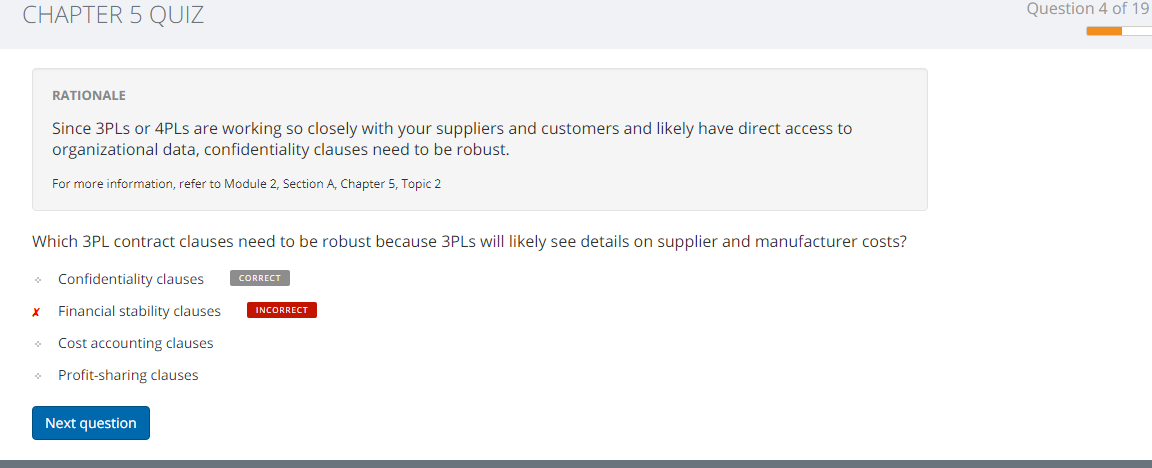 CHAPTER 5 QUIZ
Question 4 of 19
RATIONALE
Since 3PLs or 4PLs are working so closely with your suppliers and customers and likely have direct access to
organizational data, confidentiality clauses need to be robust.
For more information, refer to Module 2, Section A, Chapter 5, Topic 2
Which 3PL contract clauses need to be robust because 3PLs will likely see details on supplier and manufacturer costs?
Confidentiality clauses CORRECT
✗ Financial stability clauses INCORRECT
Cost accounting clauses
Profit-sharing clauses
Next question